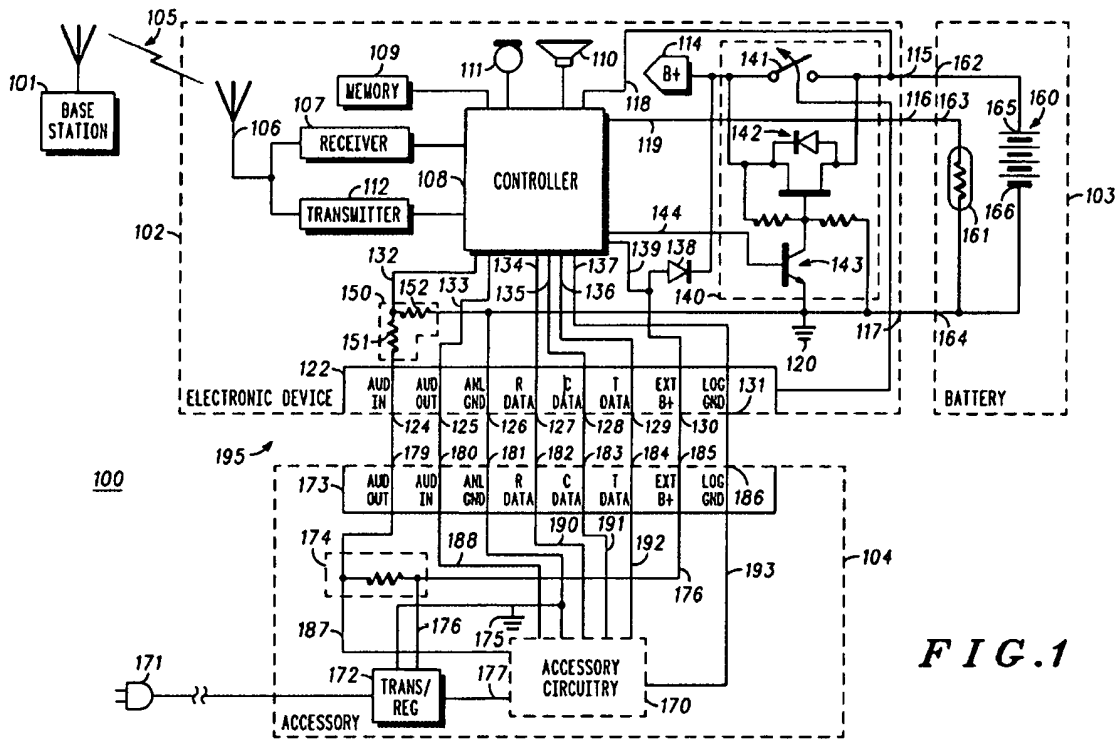 105
101
BASE
STATION
106
102
109
MEMORY
107
RECEIVER
112
TRANSMITTER
111
110
108
CONTROLLER
114
B+
118
119
141
142
143
144
140
115
116
117
120
162
163
164
165
160
166
161
103
BATTERY
132
150
152
151
133
134
135
137
136
139
138
122
ELECTRONIC DEVICE
AUD
IN
AUD
OUT
ANL
GND
R
DATA
C
DATA
T
DATA
EXT
B+
LOG
GND
131
124
125
126
127
128
129
130
195
100
179
180
181
182
183
184
185
173
AUD
OUT
AUD
IN
ANL
GND
R
DATA
C
DATA
T
DATA
EXT
B+
LOG
GND
186
174
188
190
191
192
176
193
104
187
176
175
171
172
TRANS/
REG
177
ACCESSORY
CIRCUITRY
170
ACCESSORY
FIG.1